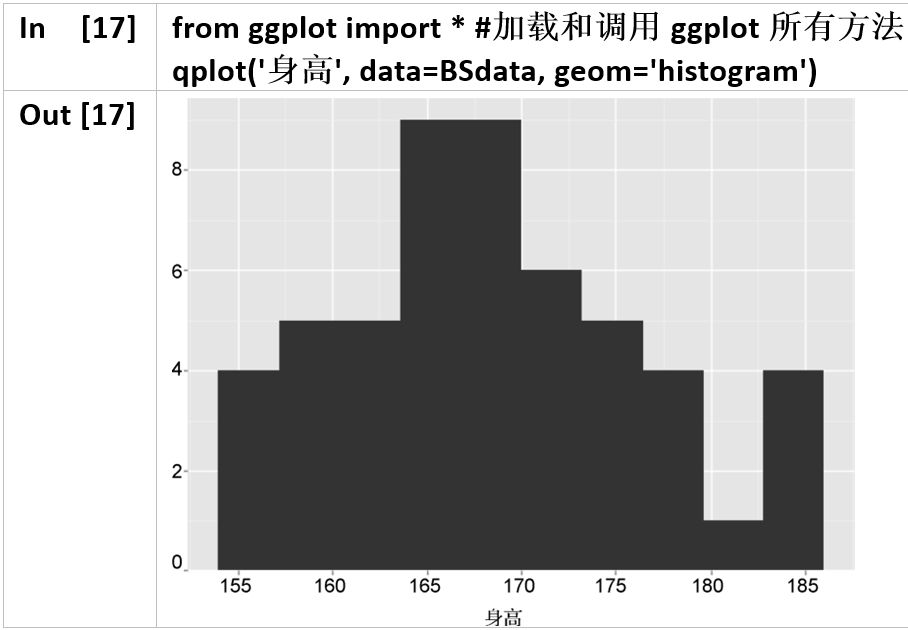 In [17]
from ggplot import * #加载和调用 ggplot 所有方法
qplot('身高', data=BSdata, geom='histogram')
Out [17]
8
6
4
2
0
155 160 165 170 175 180 185
身高